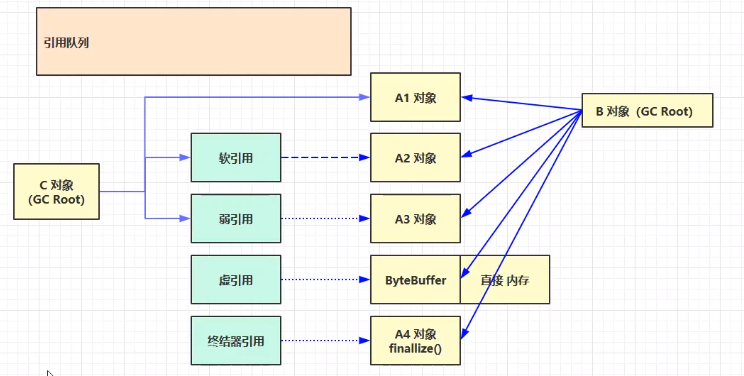 引用队列
A1 对象
B 对象（GC Root)
软引用
A2 对象
C 对象
(GC Root)
弱引用
A3 对象
虚引用
ByteBuffer
直接 内存
终结器引用
A4 对象
finallize()